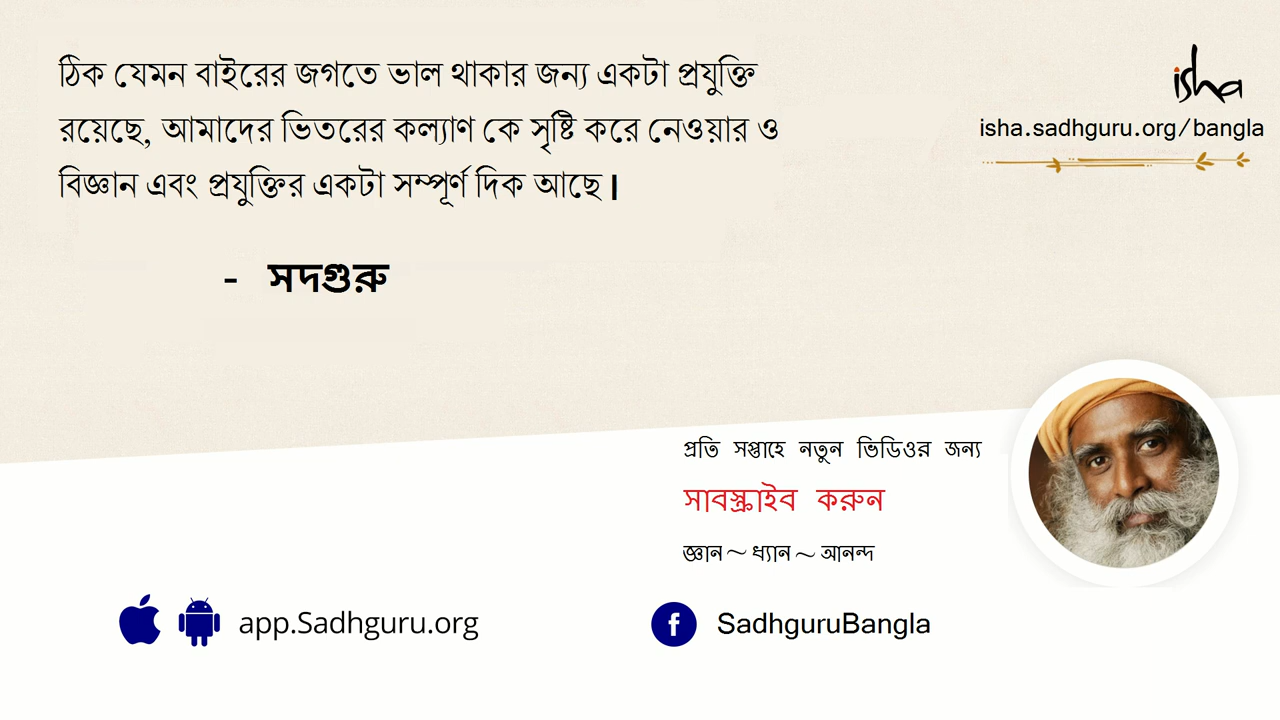 ঠিক যেমন বাইরের জগতে ভাল থাকার জন্য একটা প্রযুক্তি
রয়েছে, আমাদের ভিতরের কল্যাণ কে সৃষ্টি করে নেওয়ার ও
বিজ্ঞান এবং প্রযুক্তির একটা সম্পূর্ণ দিক আছে।
- সদগুরু
isha
isha.sadhguru.org/bangla
প্রতি সপ্তাহে নতুন ভিডিওর জন্য
সাবস্ক্রাইব করুন
জ্ঞান ~ ধ্যান ~ আনন্দ
app.Sadhguru.org
f SadhguruBangla